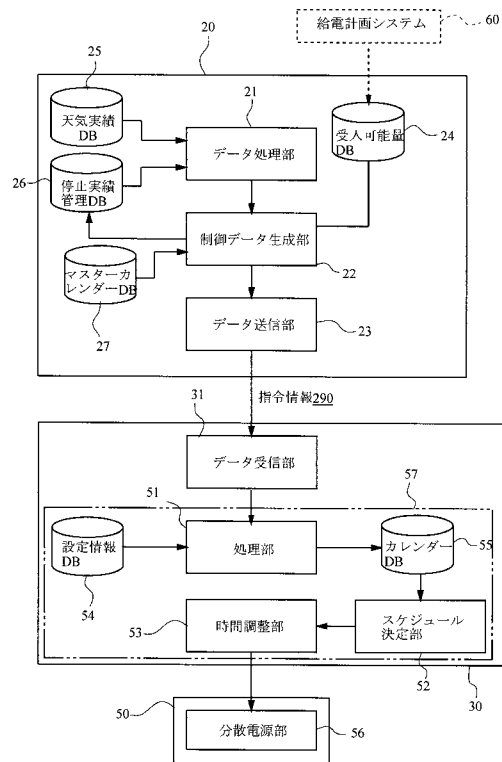 給電計画システム
60
20
25
天気実績
DB
21
データ処理部
受入可能量
DB
24
26
停止実績
管理DB
制御データ生成部
22
マスターカ
レンダーDB
27
データ送信部
23
指令情報290
31
データ受信部
57
51
設定情報
DB
54
処理部
カレンダー
DB
55
53
時間調整部
スケジュール
決定部
52
30
50
分散電源部
56